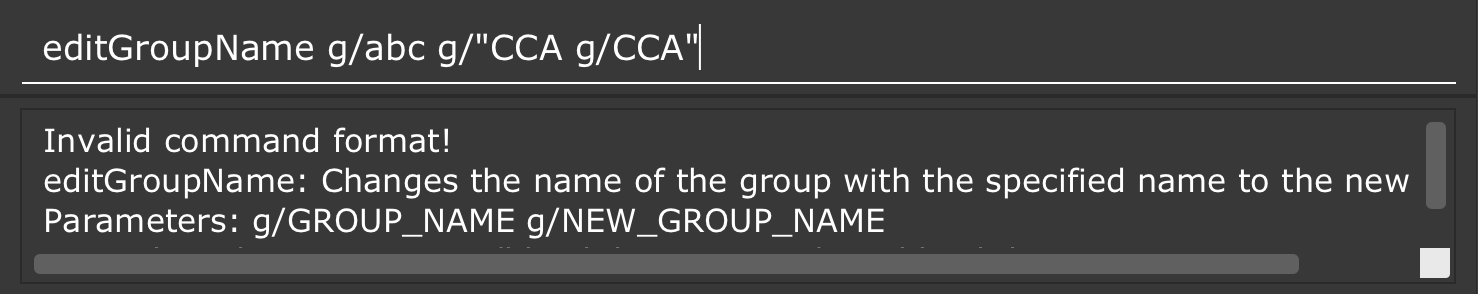 editGroupName g/abc g/"CCA g/CCA"
Invalid command format!
editGroupName: Changes the name of the group with the specified name to the new
Parameters: g/GROUP_NAME g/NEW_GROUP_NAME